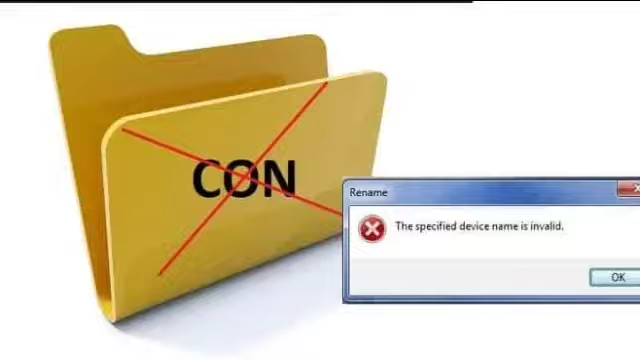 CON
Rename
The specified device name is invalid.
OK